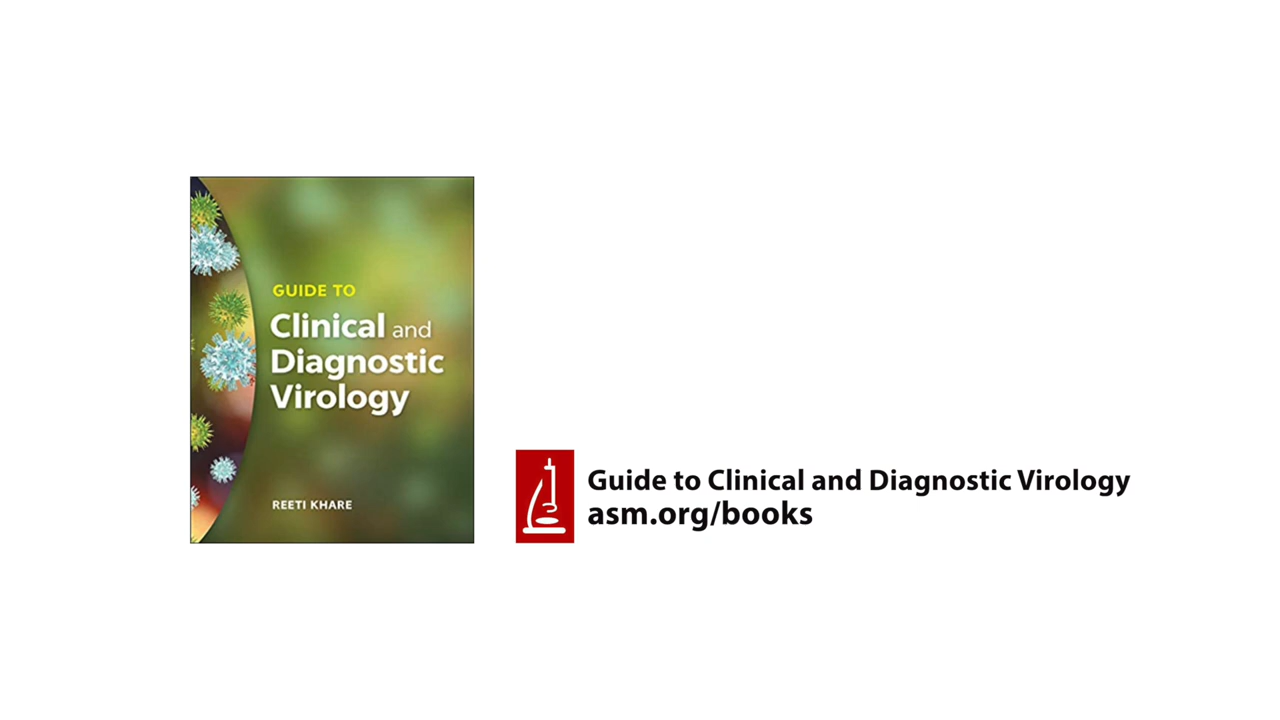 GUIDE TO
Clinical and
Diagnostic
Virology
REETI KHARE
Guide to Clinical and Diagnostic Virology
asm.org/books